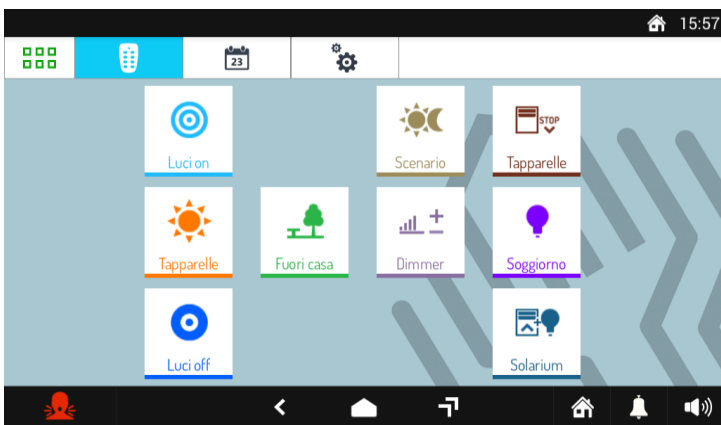 15:57
23
Luci on
Scenario
STOP
Tapparelle
Tapparelle
Fuori casa
Dimmer
Soggiorno
Luci off
Solarium